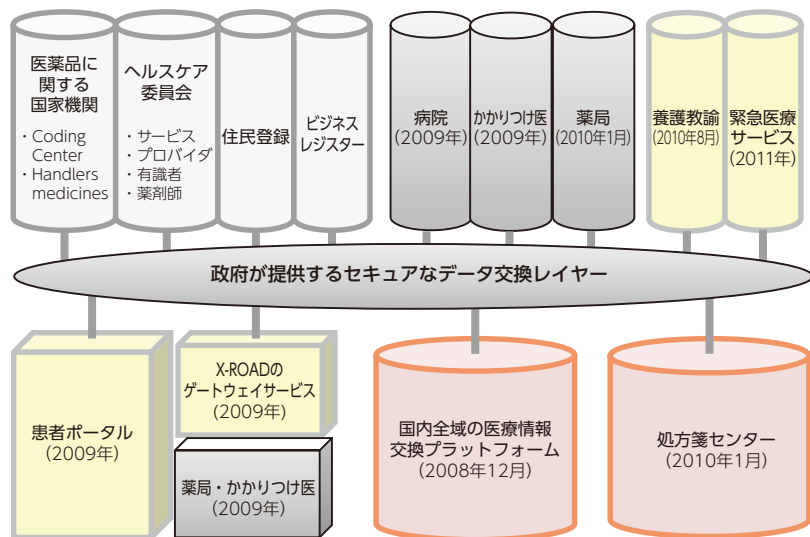 医薬品に
関する
国家機関
・Coding
Center
・Handlers
medicines
ヘルスケア
委員会
・サービス
・プロバイダ
・有識者
・薬剤師
住民登録
ビジネス
レジスター
病院
(2009年)
かかりつけ医
(2009年)
薬局
(2010年1月)
養護教諭
(2010年8月)
緊急医療
サービス
(2011年)
政府が提供するセキュアなデータ交換レイヤー
患者ポータル
(2009年)
X-ROADの
ゲートウェイサービス
(2009年)
薬局・かかりつけ医
(2009年)
国内全域の医療情報
交換プラットフォーム
(2008年12月)
処方箋センター
(2010年1月)